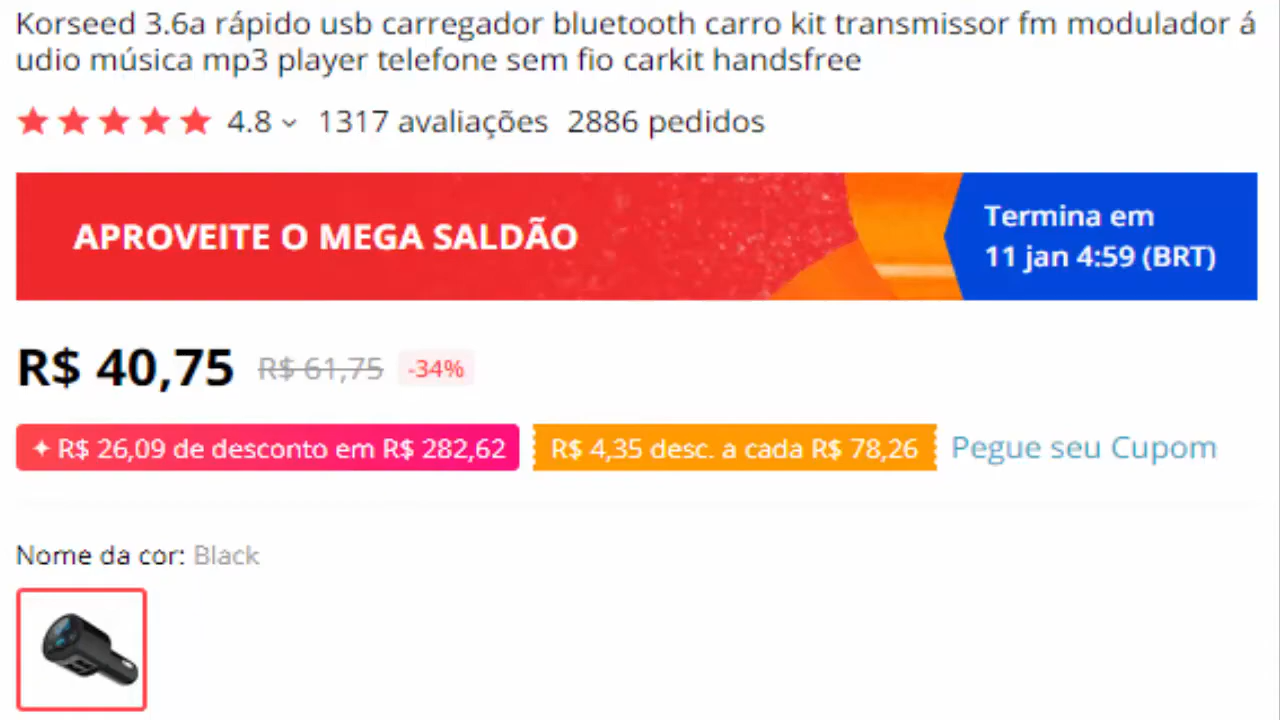 Korseed 3.6a rápido usb carregador bluetooth carro kit transmissor fm modulador á
udio música mp3 player telefone sem fio carkit handsfree
4.8 1317 avaliações 2886 pedidos
APROVEITE O MEGA SALDÃO
Termina em
11 jan 4:59 (BRT)
R$ 40,75 R$ 61,75 -34%
R$ 26,09 de desconto em R$ 282,62 R$ 4,35 desc. a cada R$ 78,26 Pegue seu Cupom
Nome da cor: Black